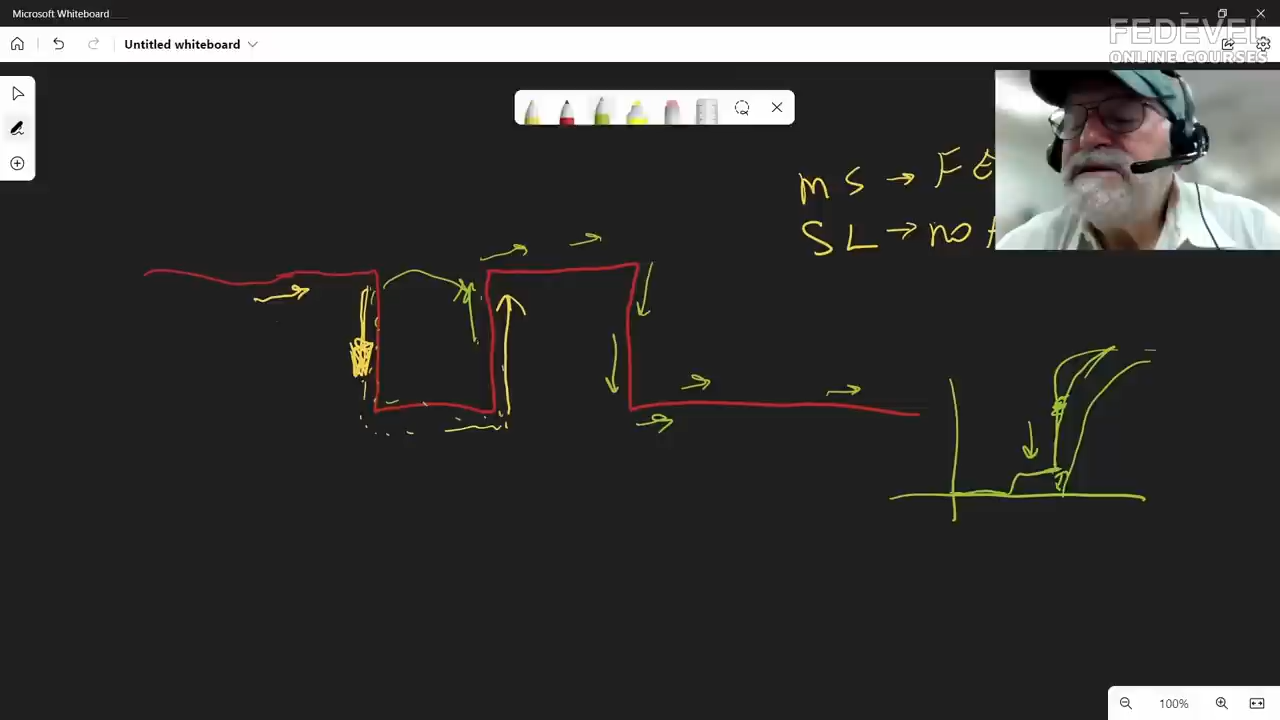 Microsoft Whiteboard
FEDEVEL
ONLINE COURSES
Untitled whiteboard
MS → FE
SL → no
100%